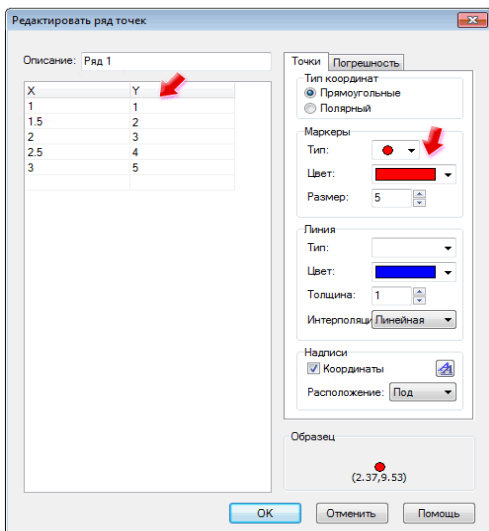 Редактировать ряд точек
Описание: Ряд 1
X Y
1 1
1.5 2
2 3
2.5 4
3 5
Точки Погрешность
Тип координат
Прямоугольные
Полярный
Маркеры
Тип:
Цвет:
Размер: 5
Линия
Тип:
Цвет:
Толщина: 1
Интерполяци Линейная
Надписи
Координаты
Расположение: Под
Образец
(2.37,9.53)
OK Отменить Помощь